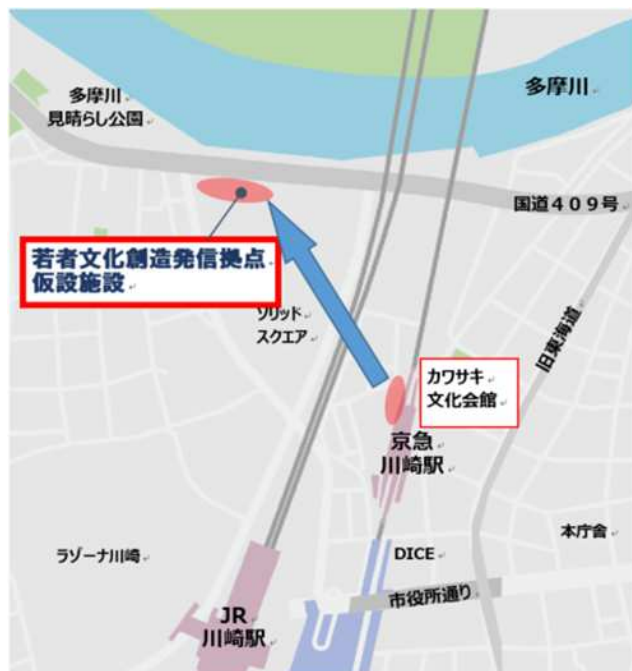 多摩川
見晴らし公園
多摩川
国道409号
若者文化創造発信拠点
仮設施設
ソリッド
スクエア
旧東海道
カワサキ
文化会館
京急
川崎駅
本庁舎
ラゾーナ川崎
DICE
市役所通り
JR
川崎駅